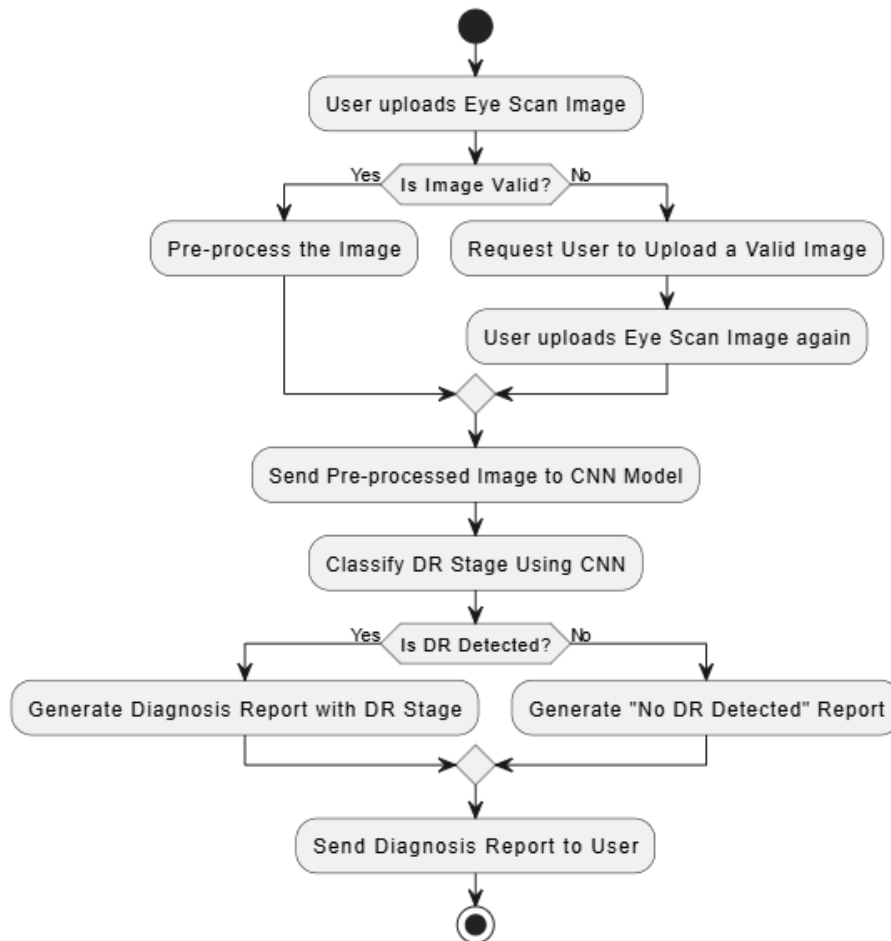 User uploads Eye Scan Image
Yes
Is Image Valid?
No
Pre-process the Image
Request User to Upload a Valid Image
User uploads Eye Scan Image again
Send Pre-processed Image to CNN Model
Classify DR Stage Using CNN
Yes
Is DR Detected?
No
Generate Diagnosis Report with DR Stage
Generate "No DR Detected" Report
Send Diagnosis Report to User